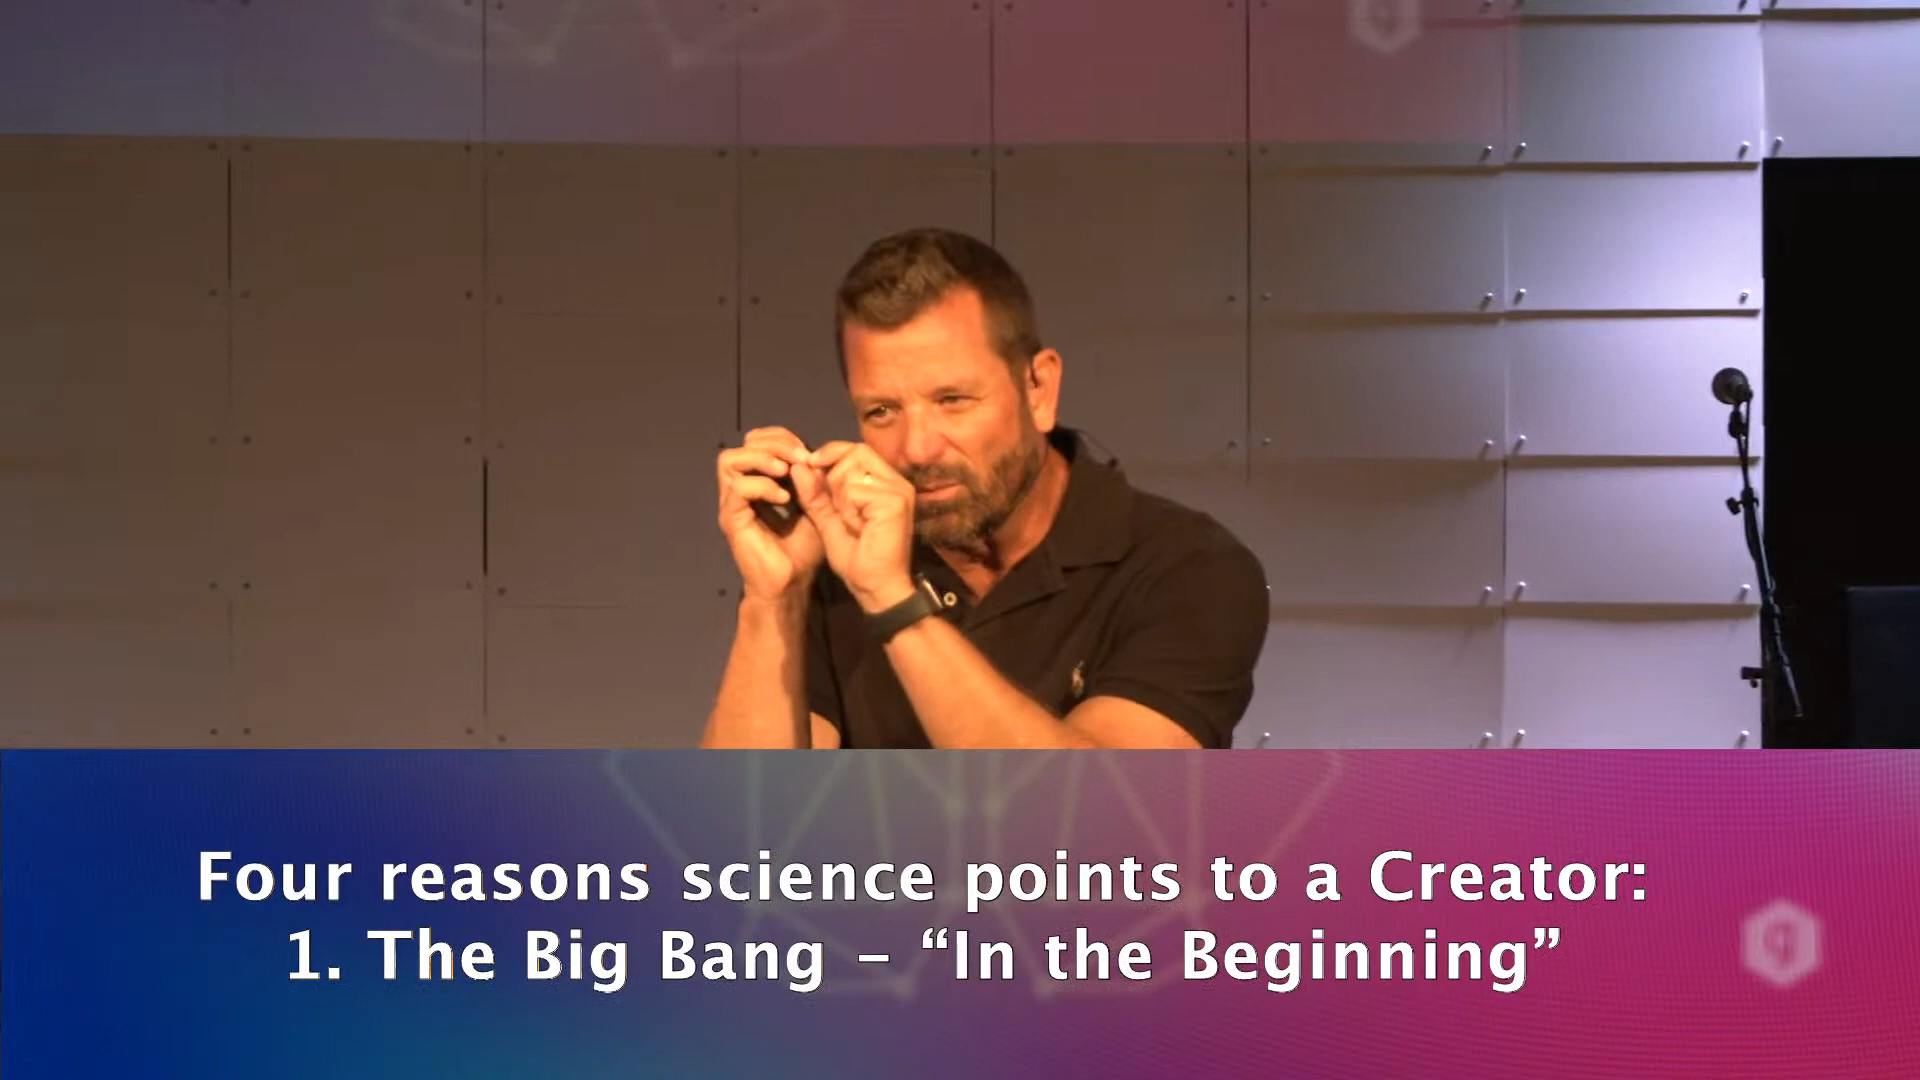 Four reasons science points to a Creator:
1. The Big Bang – “In the Beginning”